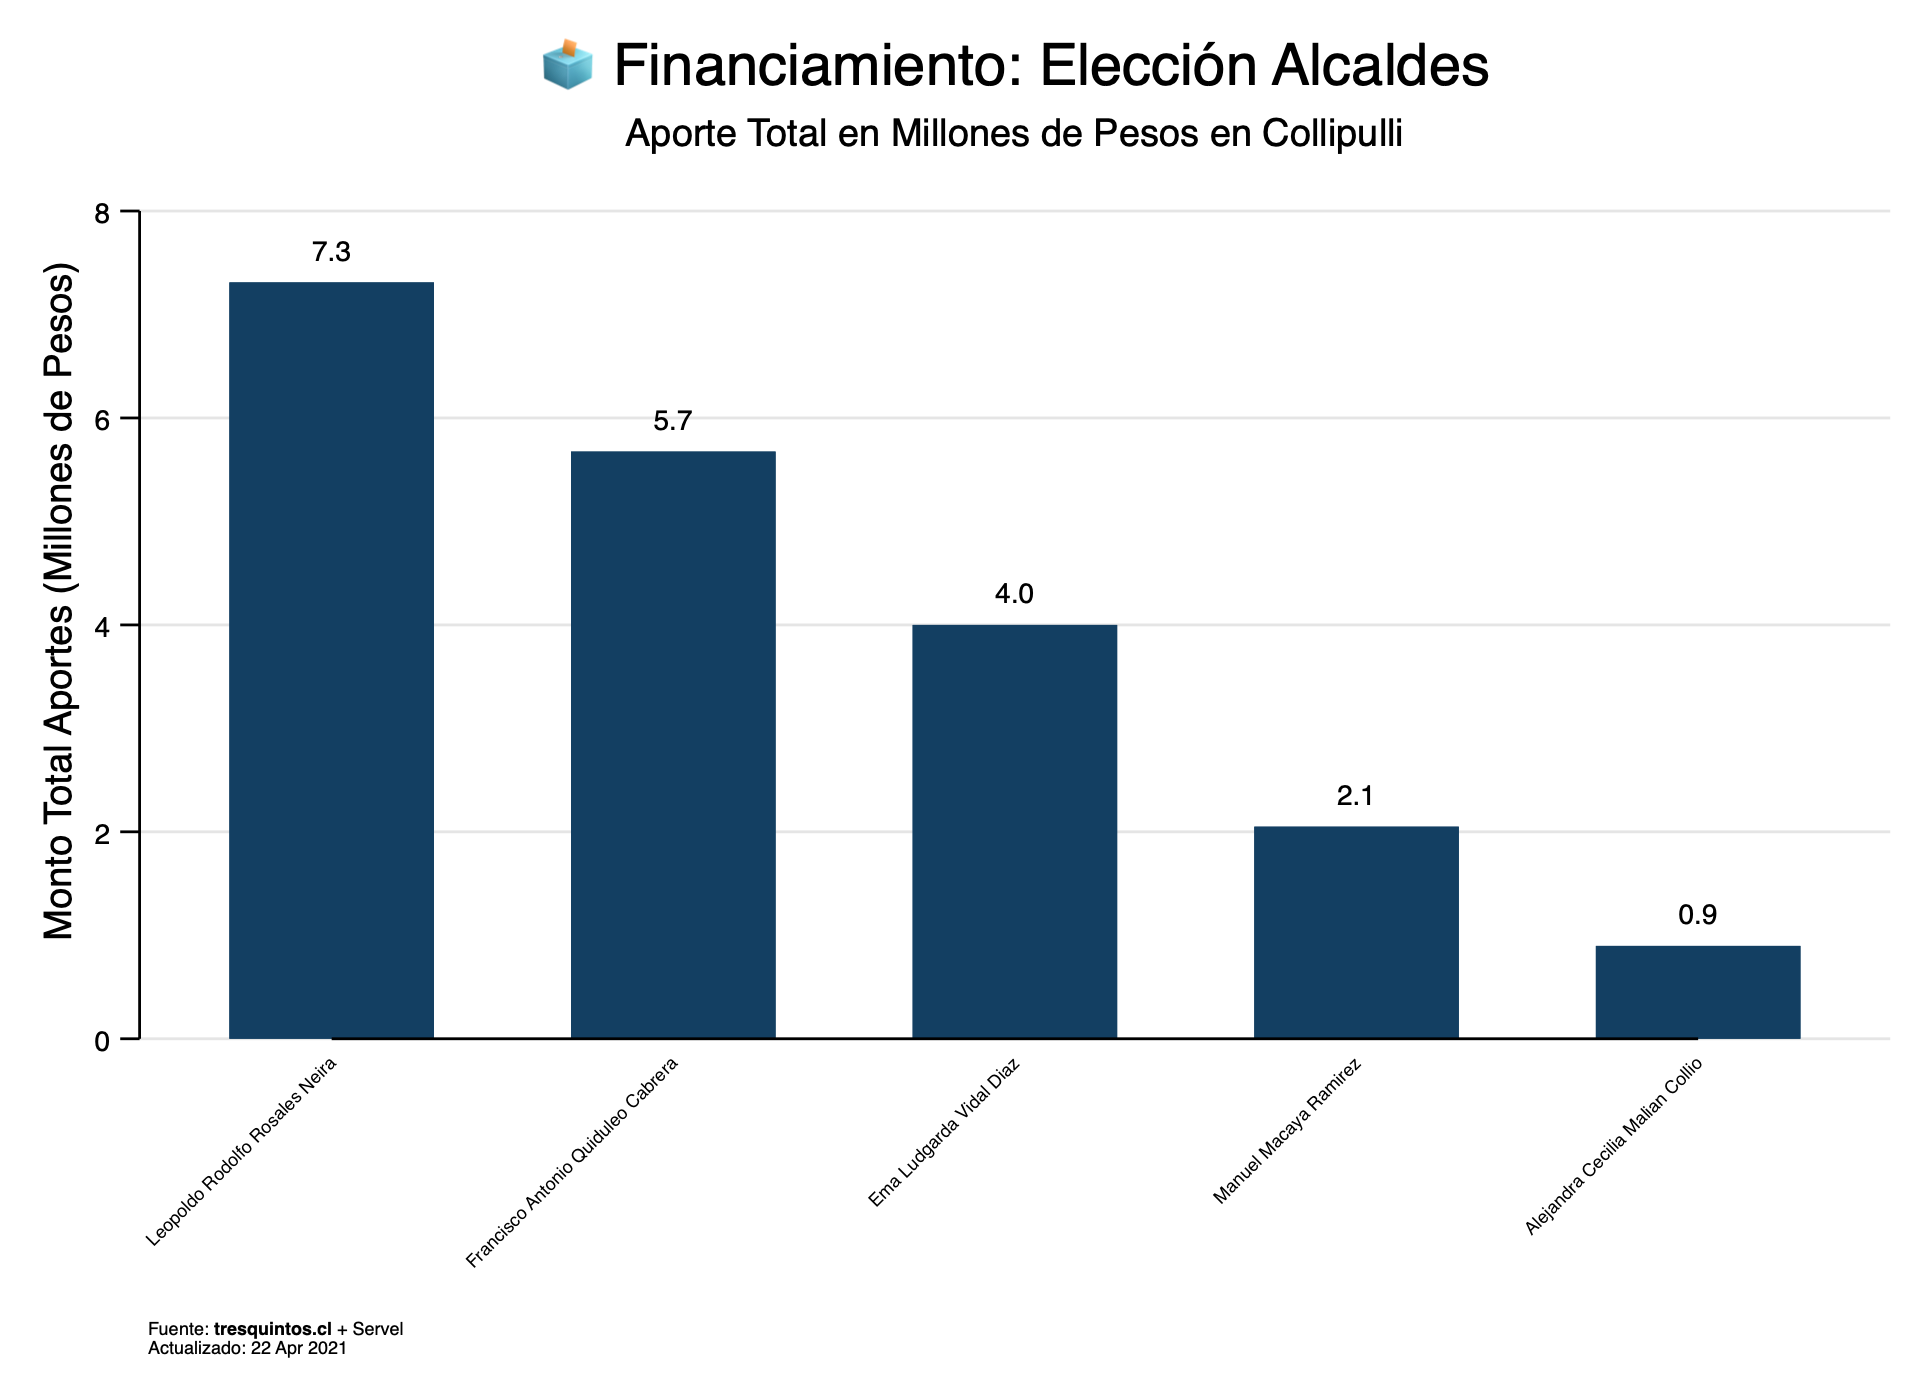 Financiamiento: Elección Alcaldes
Aporte Total en Millones de Pesos en Collipulli
Monto Total Aportes (Millones de Pesos)
8
6
4
2
0
7.3
5.7
4.0
2.1
0.9
Leopoldo Rodolfo Rosales Neira
Francisco Antonio Quiduleo Cabrera
Ema Ludgarda Vidal Diaz
Manuel Macaya Ramirez
Alejandra Cecilia Malian Collio
Fuente: tresquintos.cl + Servel
Actualizado: 22 Apr 2021